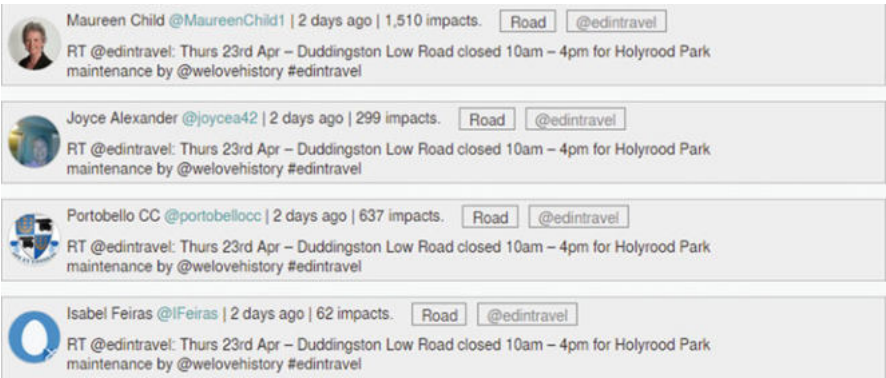 Maureen Child @MaureenChild1 | 2 days ago | 1,510 impacts. Road @edintravel
RT @edintravel: Thurs 23rd Apr – Duddingston Low Road closed 10am – 4pm for Holyrood Park
maintenance by @welovehistory #edintravel
Joyce Alexander @joycea42 | 2 days ago | 299 impacts. Road @edintravel
RT @edintravel: Thurs 23rd Apr – Duddingston Low Road closed 10am – 4pm for Holyrood Park
maintenance by @welovehistory #edintravel
Portobello CC @portobellocc | 2 days ago | 637 impacts. Road @edintravel
RT @edintravel: Thurs 23rd Apr – Duddingston Low Road closed 10am – 4pm for Holyrood Park
maintenance by @welovehistory #edintravel
Isabel Feiras @IFeiras | 2 days ago | 62 impacts. Road @edintravel
RT @edintravel: Thurs 23rd Apr – Duddingston Low Road closed 10am – 4pm for Holyrood Park
maintenance by @welovehistory #edintravel